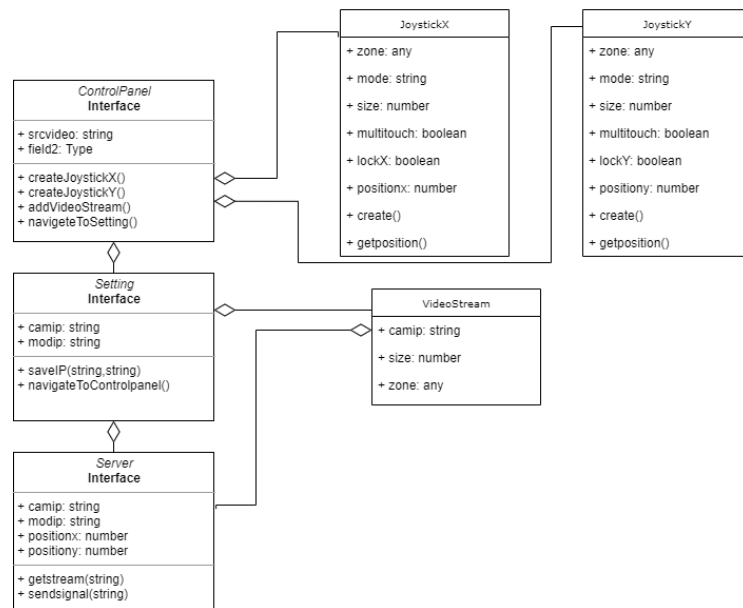 ControlPanel
Interface
+ srcvideo: string
+ field2: Type
+ createJoystickX()
+ createJoystickY()
+ addVideoStream()
+ navigeteToSetting()
JoystickX
+ zone: any
+ mode: string
+ size: number
+ multitouch: boolean
+ lockX: boolean
+ positionx: number
+ create()
+ getposition()
JoystickY
+ zone: any
+ mode: string
+ size: number
+ multitouch: boolean
+ lockY: boolean
+ positiony: number
+ create()
+ getposition()
Setting
Interface
+ camip: string
+ modip: string
+ saveIP(string,string)
+ navigateToControlpanel()
VideoStream
+ camip: string
+ size: number
+ zone: any
Server
Interface
+ camip: string
+ modip: string
+ positionx: number
+ positiony: number
+ getstream(string)
+ sendsignal(string)